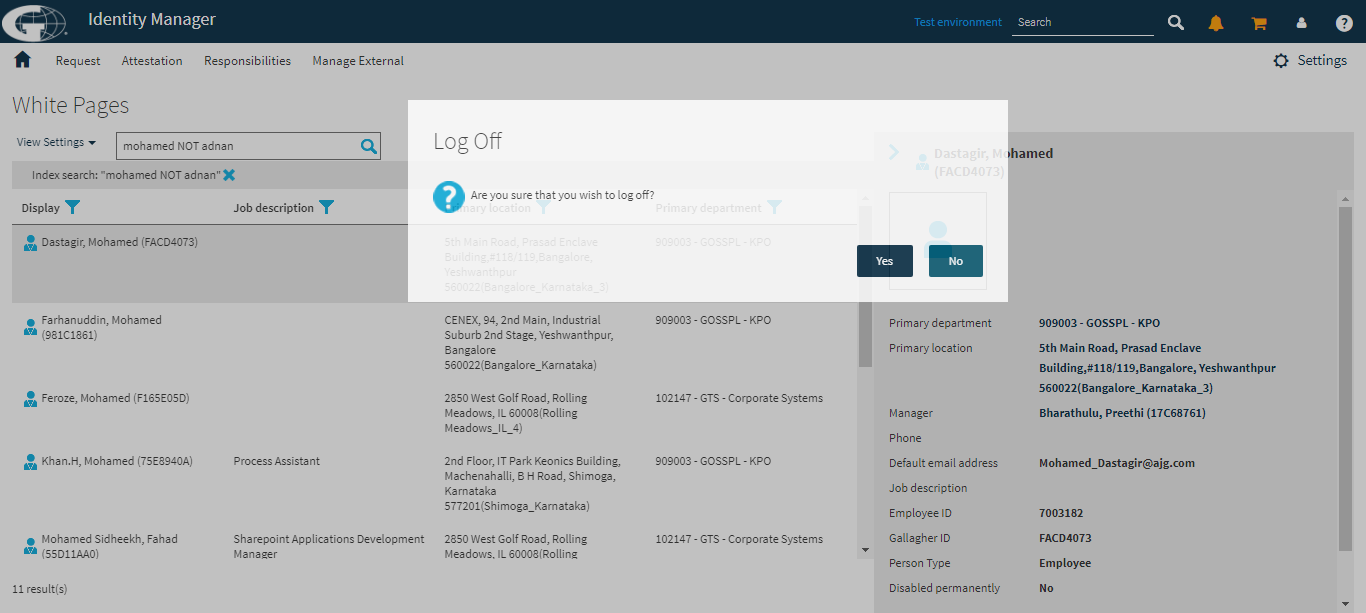 Identity Manager
Test environment
Search
Request
Attestation
Responsibilities
Manage External
Settings
White Pages
View Settings
mohamed NOT adnan
Index search: "mohamed NOT adnan"
Log Off
Are you sure that you wish to log off?
Yes
No
Display
Job description
Primary location
Primary department
Dastagir, Mohamed (FACD4073)
5th Main Road, Prasad Enclave
Building,#118/119,Bangalore,
Yeshwanthpur
560022(Bangalore_Karnataka_3)
909003 - GOSSPL - KPO
Farhanuddin, Mohamed
(981C1861)
CENEX, 94, 2nd Main, Industrial
Suburb 2nd Stage, Yeshwanthpur,
Bangalore
560022(Bangalore_Karnataka)
909003 - GOSSPL - KPO
Feroze, Mohamed (F165E05D)
2850 West Golf Road, Rolling
Meadows, IL 60008(Rolling
Meadows_IL_4)
102147 - GTS - Corporate Systems
Khan.H, Mohamed (75E8940A)
Process Assistant
2nd Floor, IT Park Keonics Building,
Machenahalli, B H Road, Shimoga,
Karnataka
577201(Shimoga_Karnataka)
909003 - GOSSPL - KPO
Mohamed Sidheekh, Fahad
(55D11AA0)
Sharepoint Applications Development
Manager
2850 West Golf Road, Rolling
Meadows, IL 60008(Rolling
102147 - GTS - Corporate Systems
11 result(s)
Dastagir, Mohamed
(FACD4073)
Primary department
909003 - GOSSPL - KPO
Primary location
5th Main Road, Prasad Enclave
Building,#118/119,Bangalore, Yeshwanthpur
560022(Bangalore_Karnataka_3)
Manager
Bharathulu, Preethi (17C68761)
Phone
Default email address
Mohamed_Dastagir@ajg.com
Job description
Employee ID
7003182
Gallagher ID
FACD4073
Person Type
Employee
Disabled permanently
No